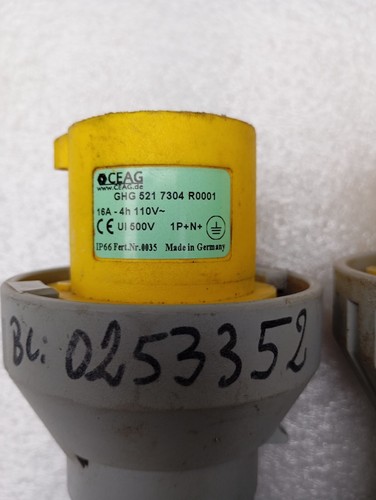 CEAG
www.CEAG.de
GHG 521 7304 R0001
16A - 4h 110V~
CE UI 500V 1P+N+
IP66 Fert.Nr.0035 Made in Germany
BL: 0253352